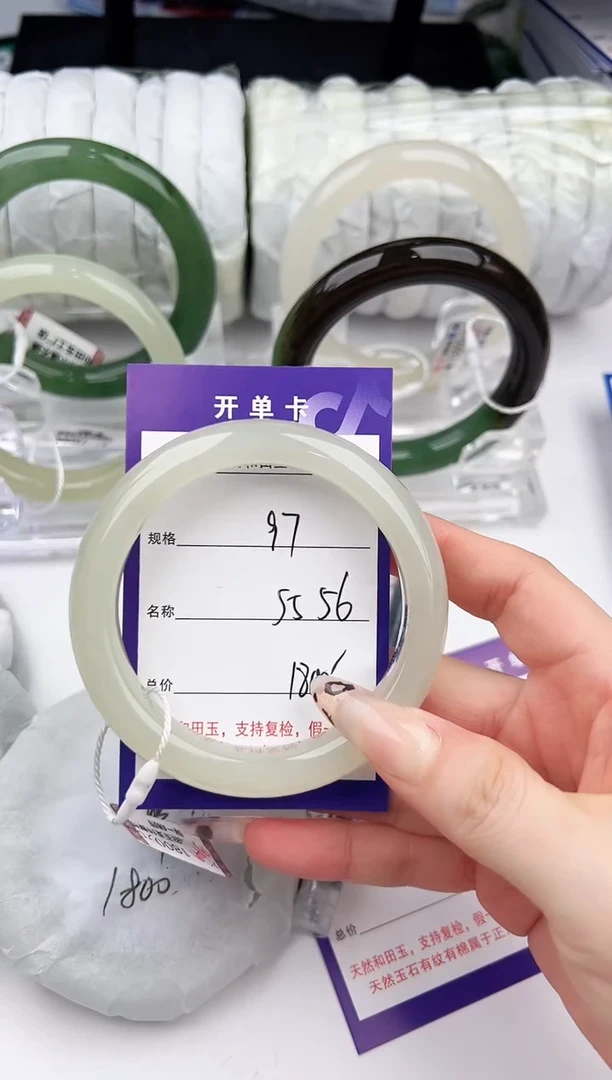 开单卡
规格 97
名称 55 56
总价 180
田玉，支持复检，假一
1800
总价
天然和田玉，支持复检，假一
天然玉石有纹有棉属于正